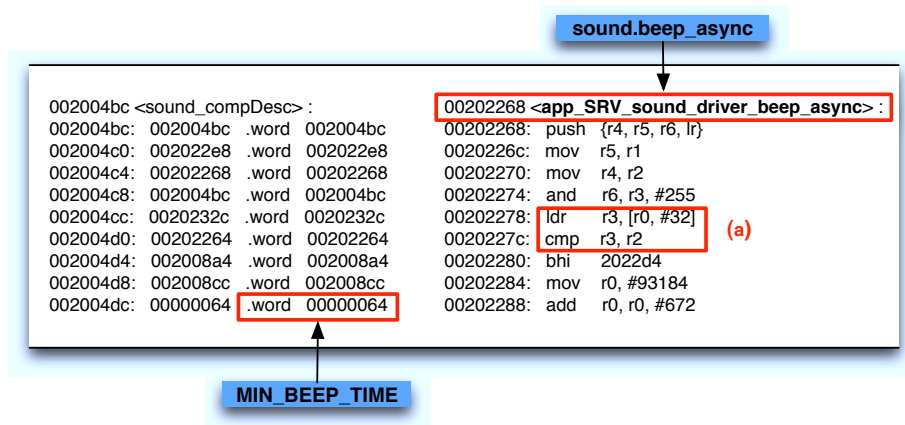 sound.beep_async
002004bc <sound_compDesc> :
002004bc: 002004bc .word 002004bc
002004c0: 002022e8 .word 002022e8
002004c4: 00202268 .word 00202268
002004c8: 002004bc .word 002004bc
002004cc: 0020232c .word 0020232c
002004d0: 00202264 .word 00202264
002004d4: 002008a4 .word 002008a4
002004d8: 002008cc .word 002008cc
002004dc: 00000064 .word 00000064
00202268 <app_SRV_sound_driver_beep_async> :
00202268: push {r4, r5, r6, lr}
0020226c: mov r5, r1
00202270: mov r4, r2
00202274: and r6, r3, #255
00202278: ldr r3, [r0, #32]
0020227c: cmp r3, r2
00202280: bhi 2022d4
00202284: mov r0, #93184
00202288: add r0, r0, #672
(a)
MIN_BEEP_TIME